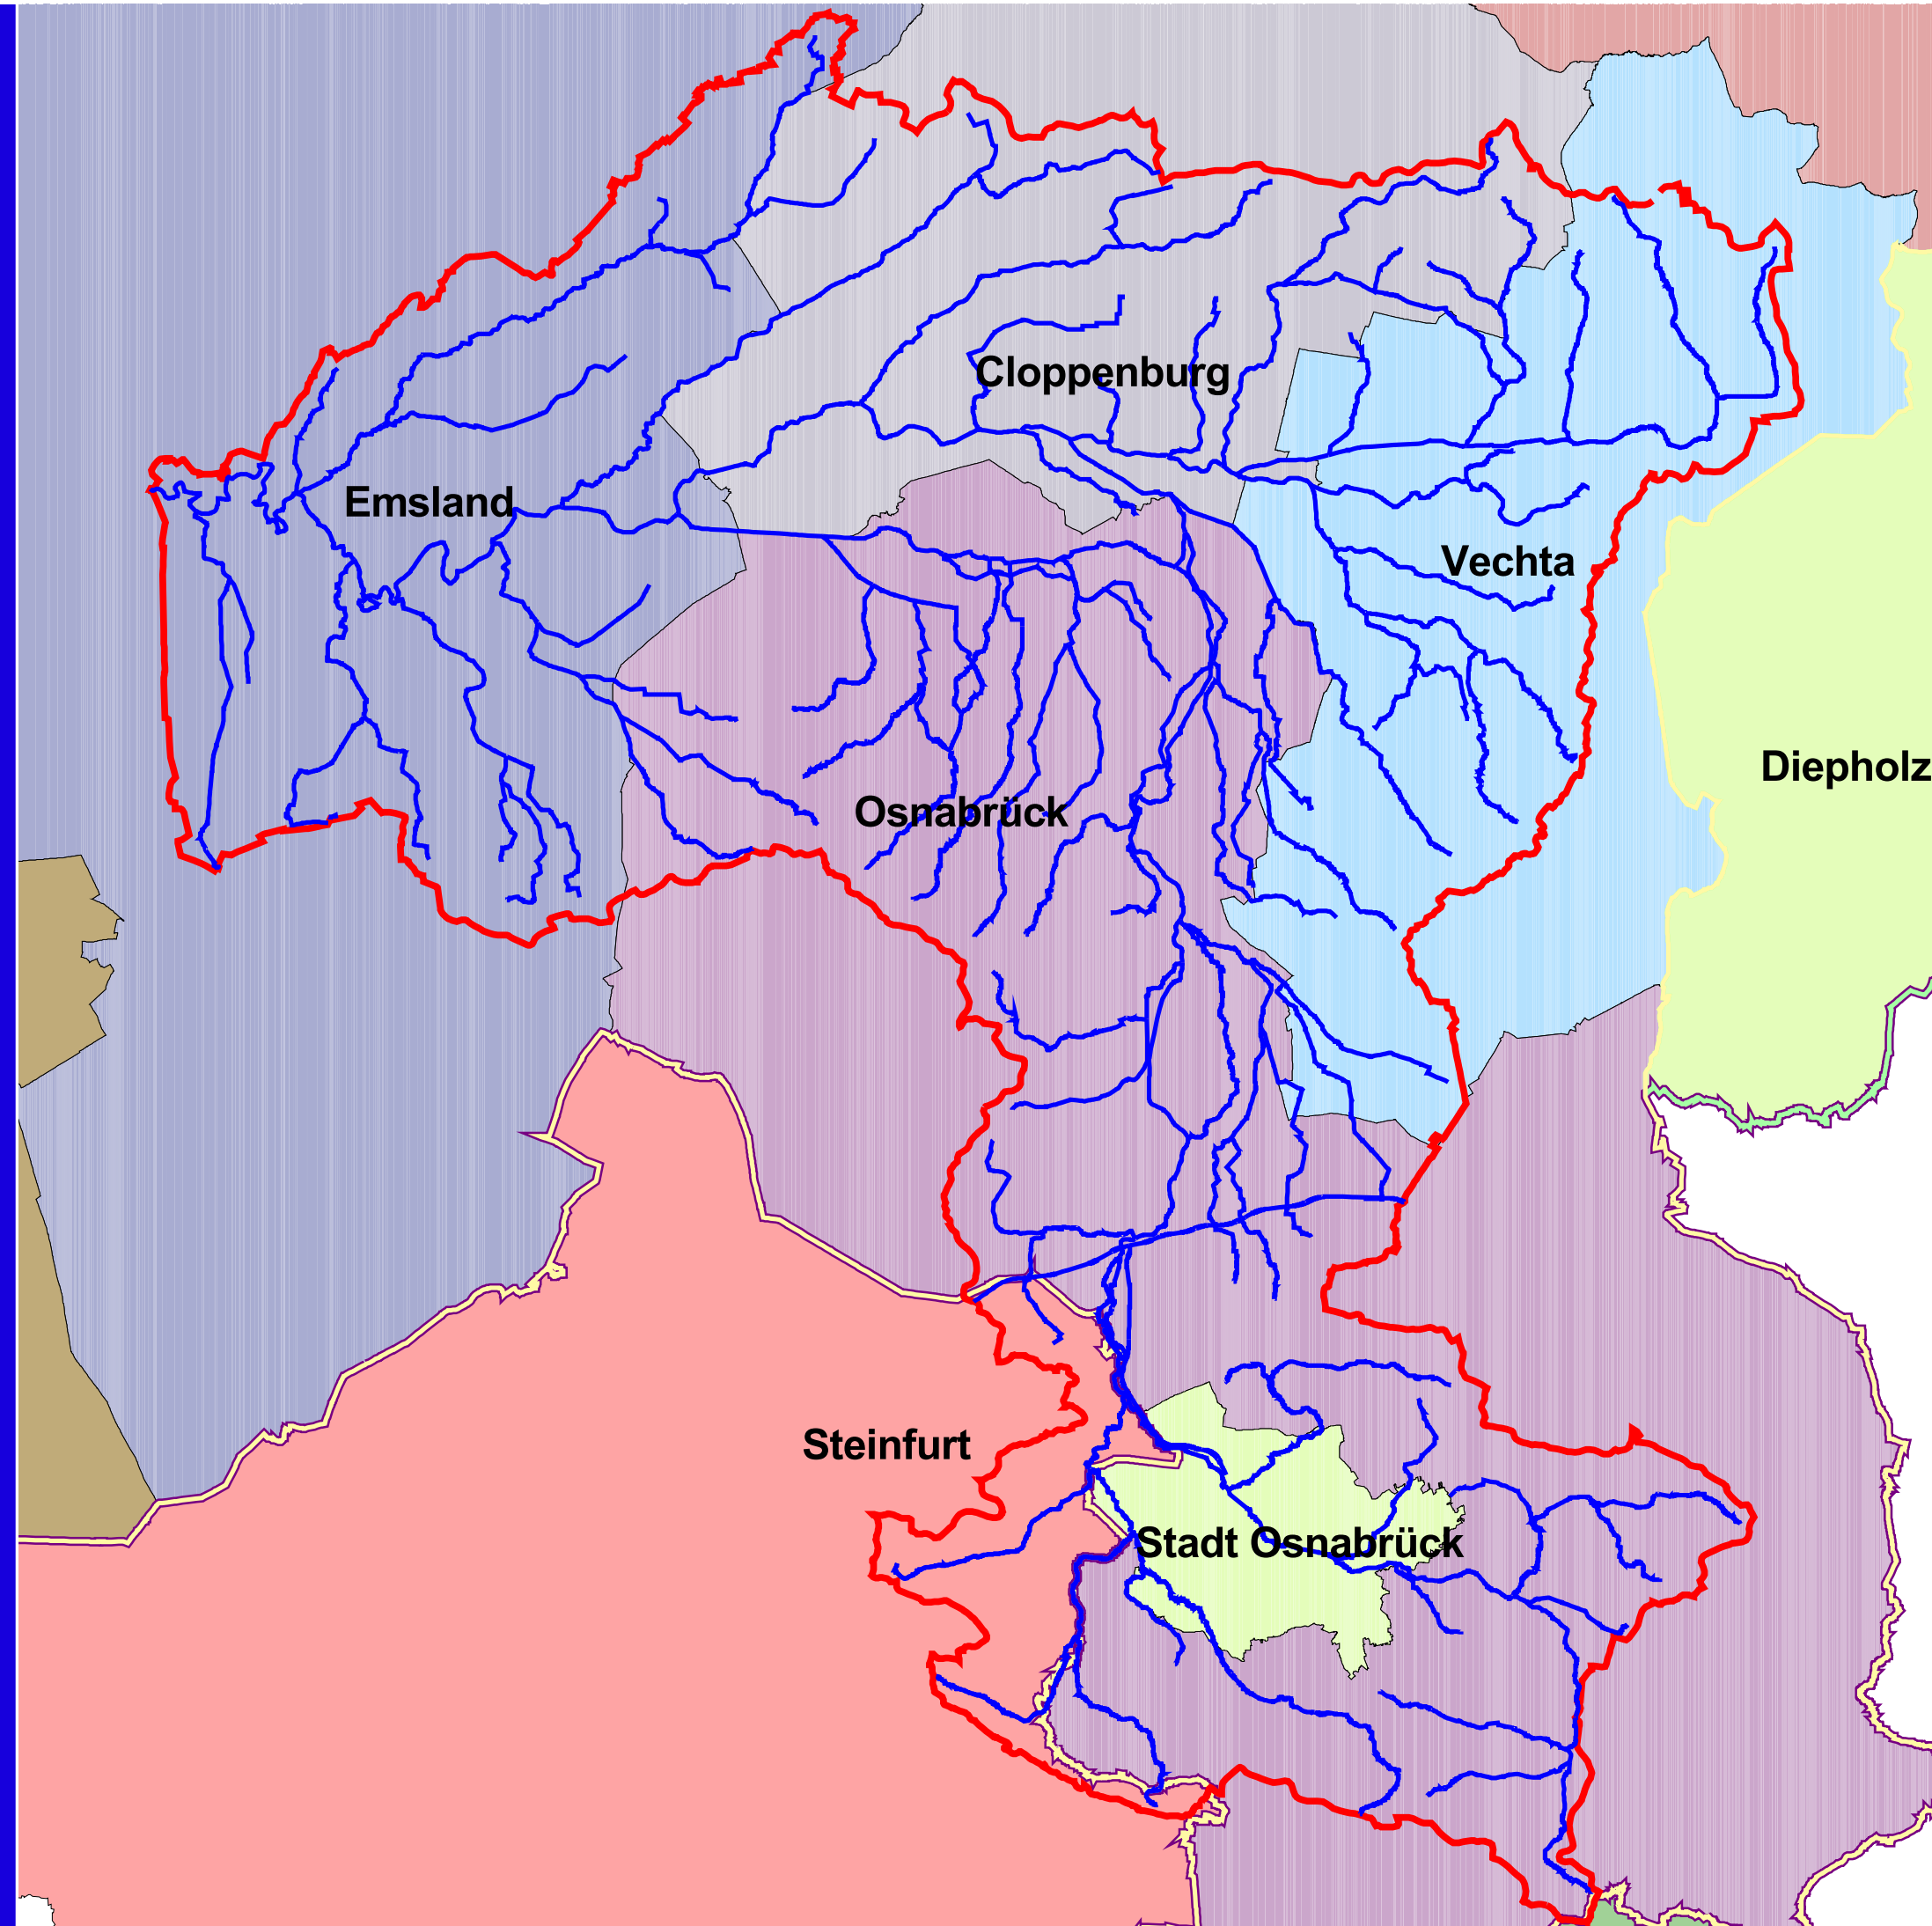 Cloppenburg
Emsland
Vechta
Diepholz
Osnabrück
Steinfurt
Stadt Osnabrück